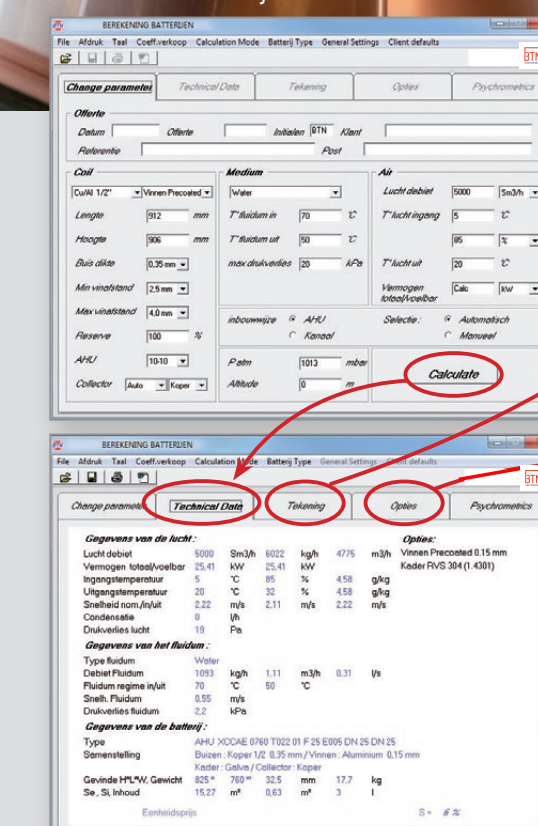 BEREKENING BATTERIJEN
File Afdruk Taal Coeff.verkoop Calculation Mode Batterij Type General Settings Client defaults
BTN
Change parameter Technical Data Tekening Opties Psychrometrics
Offerte
Datum Offerte Initialen BTN Klant
Referentie Post
Coil Medium Air
Cu/Al 1/2" Vinnen Precoated Water Lucht debiet 5000 Sm3/h
Lengte 912 mm T° fluidum in 70 °C T° lucht ingang 5 °C
Hoogte 906 mm T° fluidum uit 50 °C 85 %
Buis dikte 0,35 mm max drukverlies 20 kPa T° lucht uit 20 °C
Min vinafstand 2,5 mm Vermogen totaal/voelbar Calc kW
Max vinafstand 4,0 mm inbouwwijze AHU Selectie: Automatisch
Reserve 100 % Kanaal Manueel
AHU 10-10 P atm 1013 mbar
Collector Auto Koper Altitude 0 m Calculate
BEREKENING BATTERIJEN
File Afdruk Taal Coeff.verkoop Calculation Mode Batterij Type General Settings Client defaults
BTN
Change parameter Technical Data Tekening Opties Psychrometrics
Gegevens van de lucht : Opties:
Lucht debiet 5000 Sm3/h 6022 kg/h 4775 m3/h Vinnen Precoated 0.15 mm
Vermogen totaal/voelbar 25,41 kW 25,41 kW Kader RVS 304 (1.4301)
Ingangstemperatuur 5 °C 85 % 4,58 g/kg
Uitgangstemperatuur 20 °C 32 % 4,58 g/kg
Snelheid nom./in/uit 2,22 m/s 2,11 m/s 2,22 m/s
Condensatie 0 l/h
Drukverlies lucht 19 Pa
Gegevens van het fluidum :
Type fluidum Water
Debiet Fluidum 1093 kg/h 1,11 m3/h 0,31 l/s
Fluidum regime in/uit 70 °C 50 °C
Snelh. Fluidum 0,55 m/s
Drukverlies fluidum 2,2 kPa
Gegevens van de batterij :
Type AHU XCCAE 0760 T022 01 F 25 E005 DN 25 DN 25
Samenstelling Buizen : Koper 1/2 0,35 mm / Vinnen : Aluminium 0,15 mm
Kader : Galva / Collector : Koper
Gevinde H*L*W, Gewicht 825 * 760 * 32.5 mm 17.7 kg
Se , Si, Inhoud 15,27 m² 0,63 m² 3 l
Eenheidsprijs S= 6 %